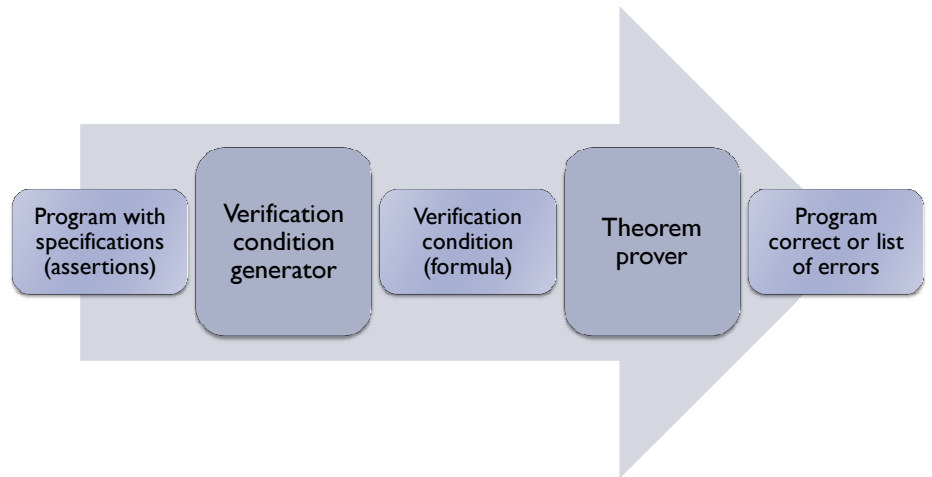 Program with
specifications
(assertions)
Verification
condition
generator
Verification
condition
(formula)
Theorem
prover
Program
correct or list
of errors